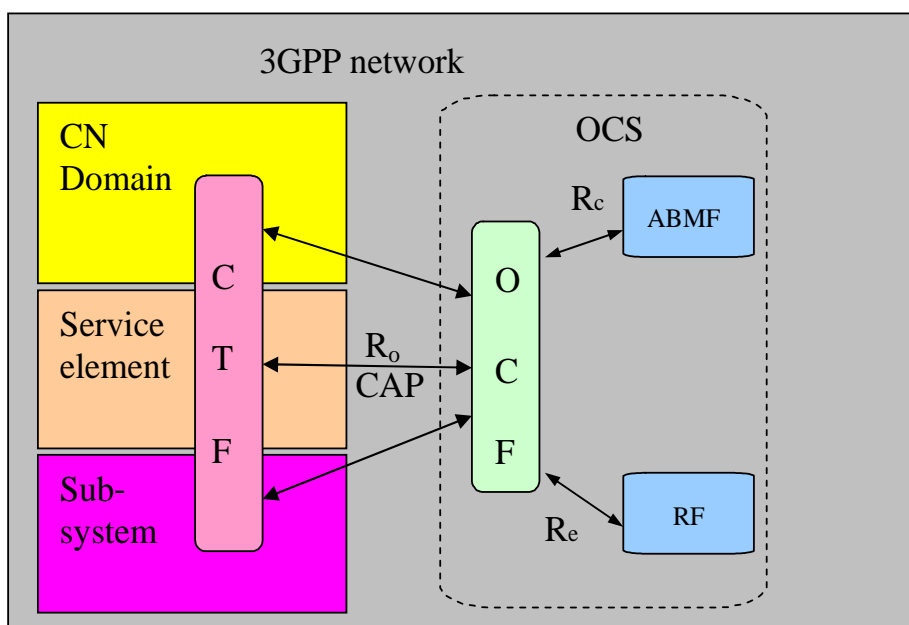 3GPP network
CN
Domain
Service
element
Sub-
system
C
T
F
Ro
CAP
OCS
O
C
F
Rc
ABMF
Re
RF